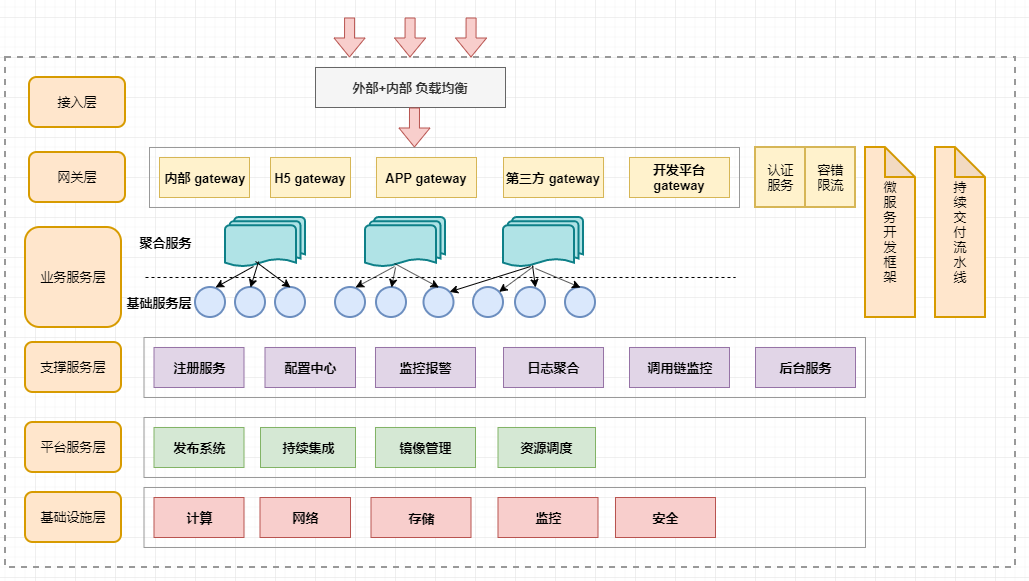 接入层
外部+内部 负载均衡
网关层
内部 gateway
H5 gateway
APP gateway
第三方 gateway
开发平台
gateway
认证
服务
容错
限流
微服务开发框架
持续交付流水线
业务服务层
聚合服务
基础服务层
支撑服务层
注册服务
配置中心
监控报警
日志聚合
调用链监控
后台服务
平台服务层
发布系统
持续集成
镜像管理
资源调度
基础设施层
计算
网络
存储
监控
安全